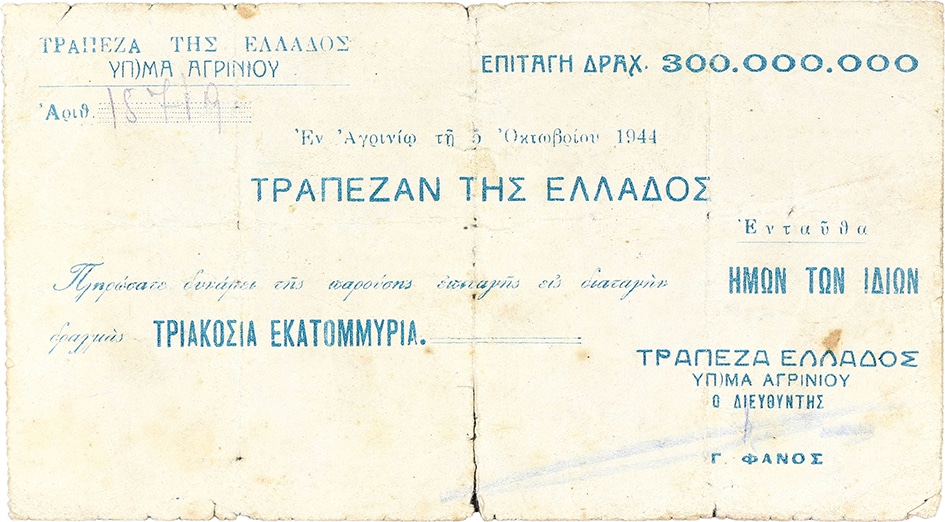 ΤΡΑΠΕΖΑ ΤΗΣ ΕΛΛΑΔΟΣ
ΥΠ)ΜΑ ΑΓΡΙΝΙΟΥ
Ἀριθ. 18719
ΕΠΙΤΑΓΗ ΔΡΑΧ. 300.000.000
Ἐν Ἀγρινίῳ τῇ 5 Ὀκτωβρίου 1944
ΤΡΑΠΕΖΑΝ ΤΗΣ ΕΛΛΑΔΟΣ
Ἐνταῦθα
Πληρώσατε δυνάμει τῆς παρούσης ἐπιταγῆς εἰς διαταγὴν ΗΜΩΝ ΤΩΝ ΙΔΙΩΝ
δραχμὰς ΤΡΙΑΚΟΣΙΑ ΕΚΑΤΟΜΜΥΡΙΑ.
ΤΡΑΠΕΖΑ ΕΛΛΑΔΟΣ
ΥΠ)ΜΑ ΑΓΡΙΝΙΟΥ
Ο ΔΙΕΥΘΥΝΤΗΣ
Γ. ΦΑΝΟΣ